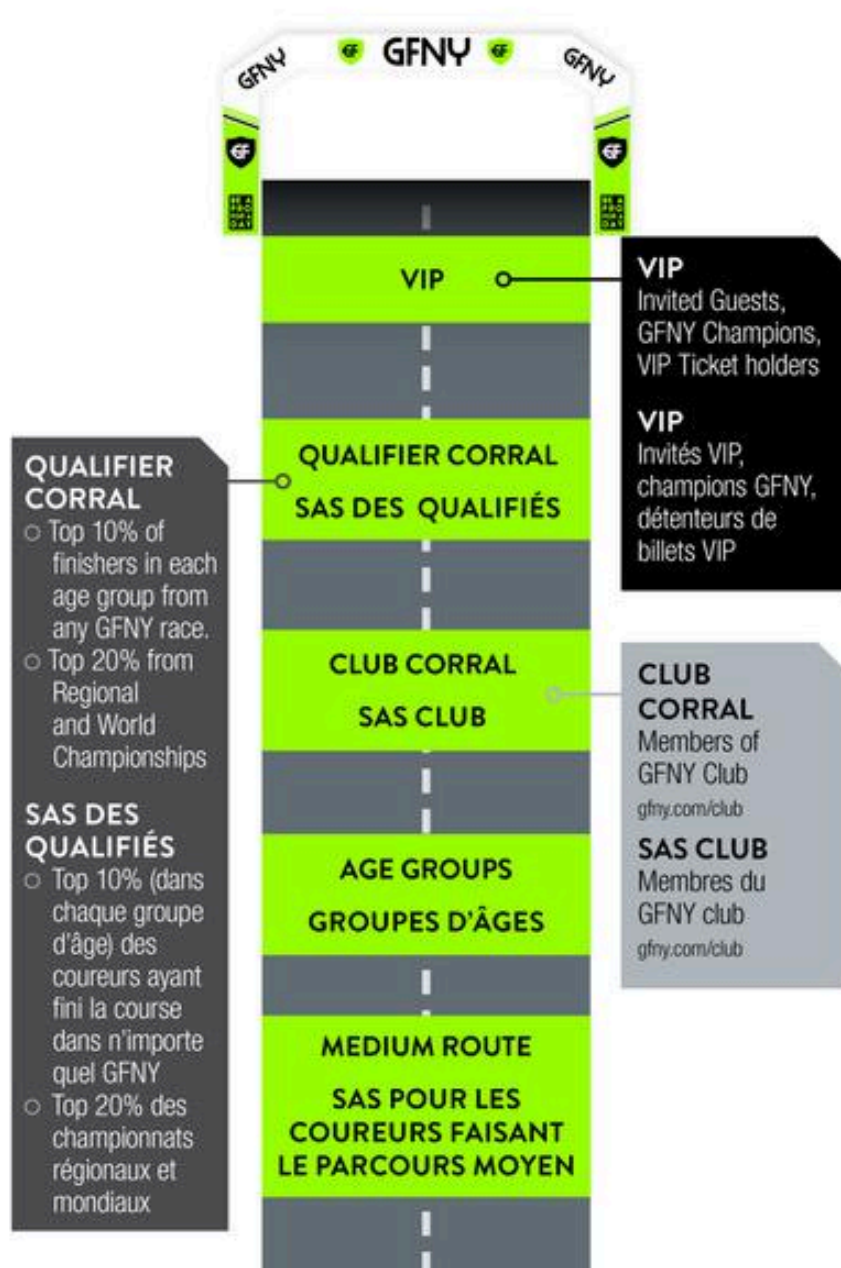 GFNY
GF
GFNY
GF
GFNY
GF
GF
VIP
VIP
Invited Guests,
GFNY Champions,
VIP Ticket holders
VIP
Invités VIP,
champions GFNY,
détenteurs de
billets VIP
QUALIFIER CORRAL
SAS DES QUALIFIÉS
QUALIFIER
CORRAL
○ Top 10% of
finishers in each
age group from
any GFNY race.
○ Top 20% from
Regional
and World
Championships
SAS DES
QUALIFIÉS
○ Top 10% (dans
chaque groupe
d'âge) des
coureurs ayant
fini la course
dans n'importe
quel GFNY
○ Top 20% des
championnats
régionaux et
mondiaux
CLUB CORRAL
SAS CLUB
CLUB
CORRAL
Members of
GFNY Club
gfny.com/club
SAS CLUB
Membres du
GFNY club
gfny.com/club
AGE GROUPS
GROUPES D'ÂGES
MEDIUM ROUTE
SAS POUR LES
COUREURS FAISANT
LE PARCOURS MOYEN